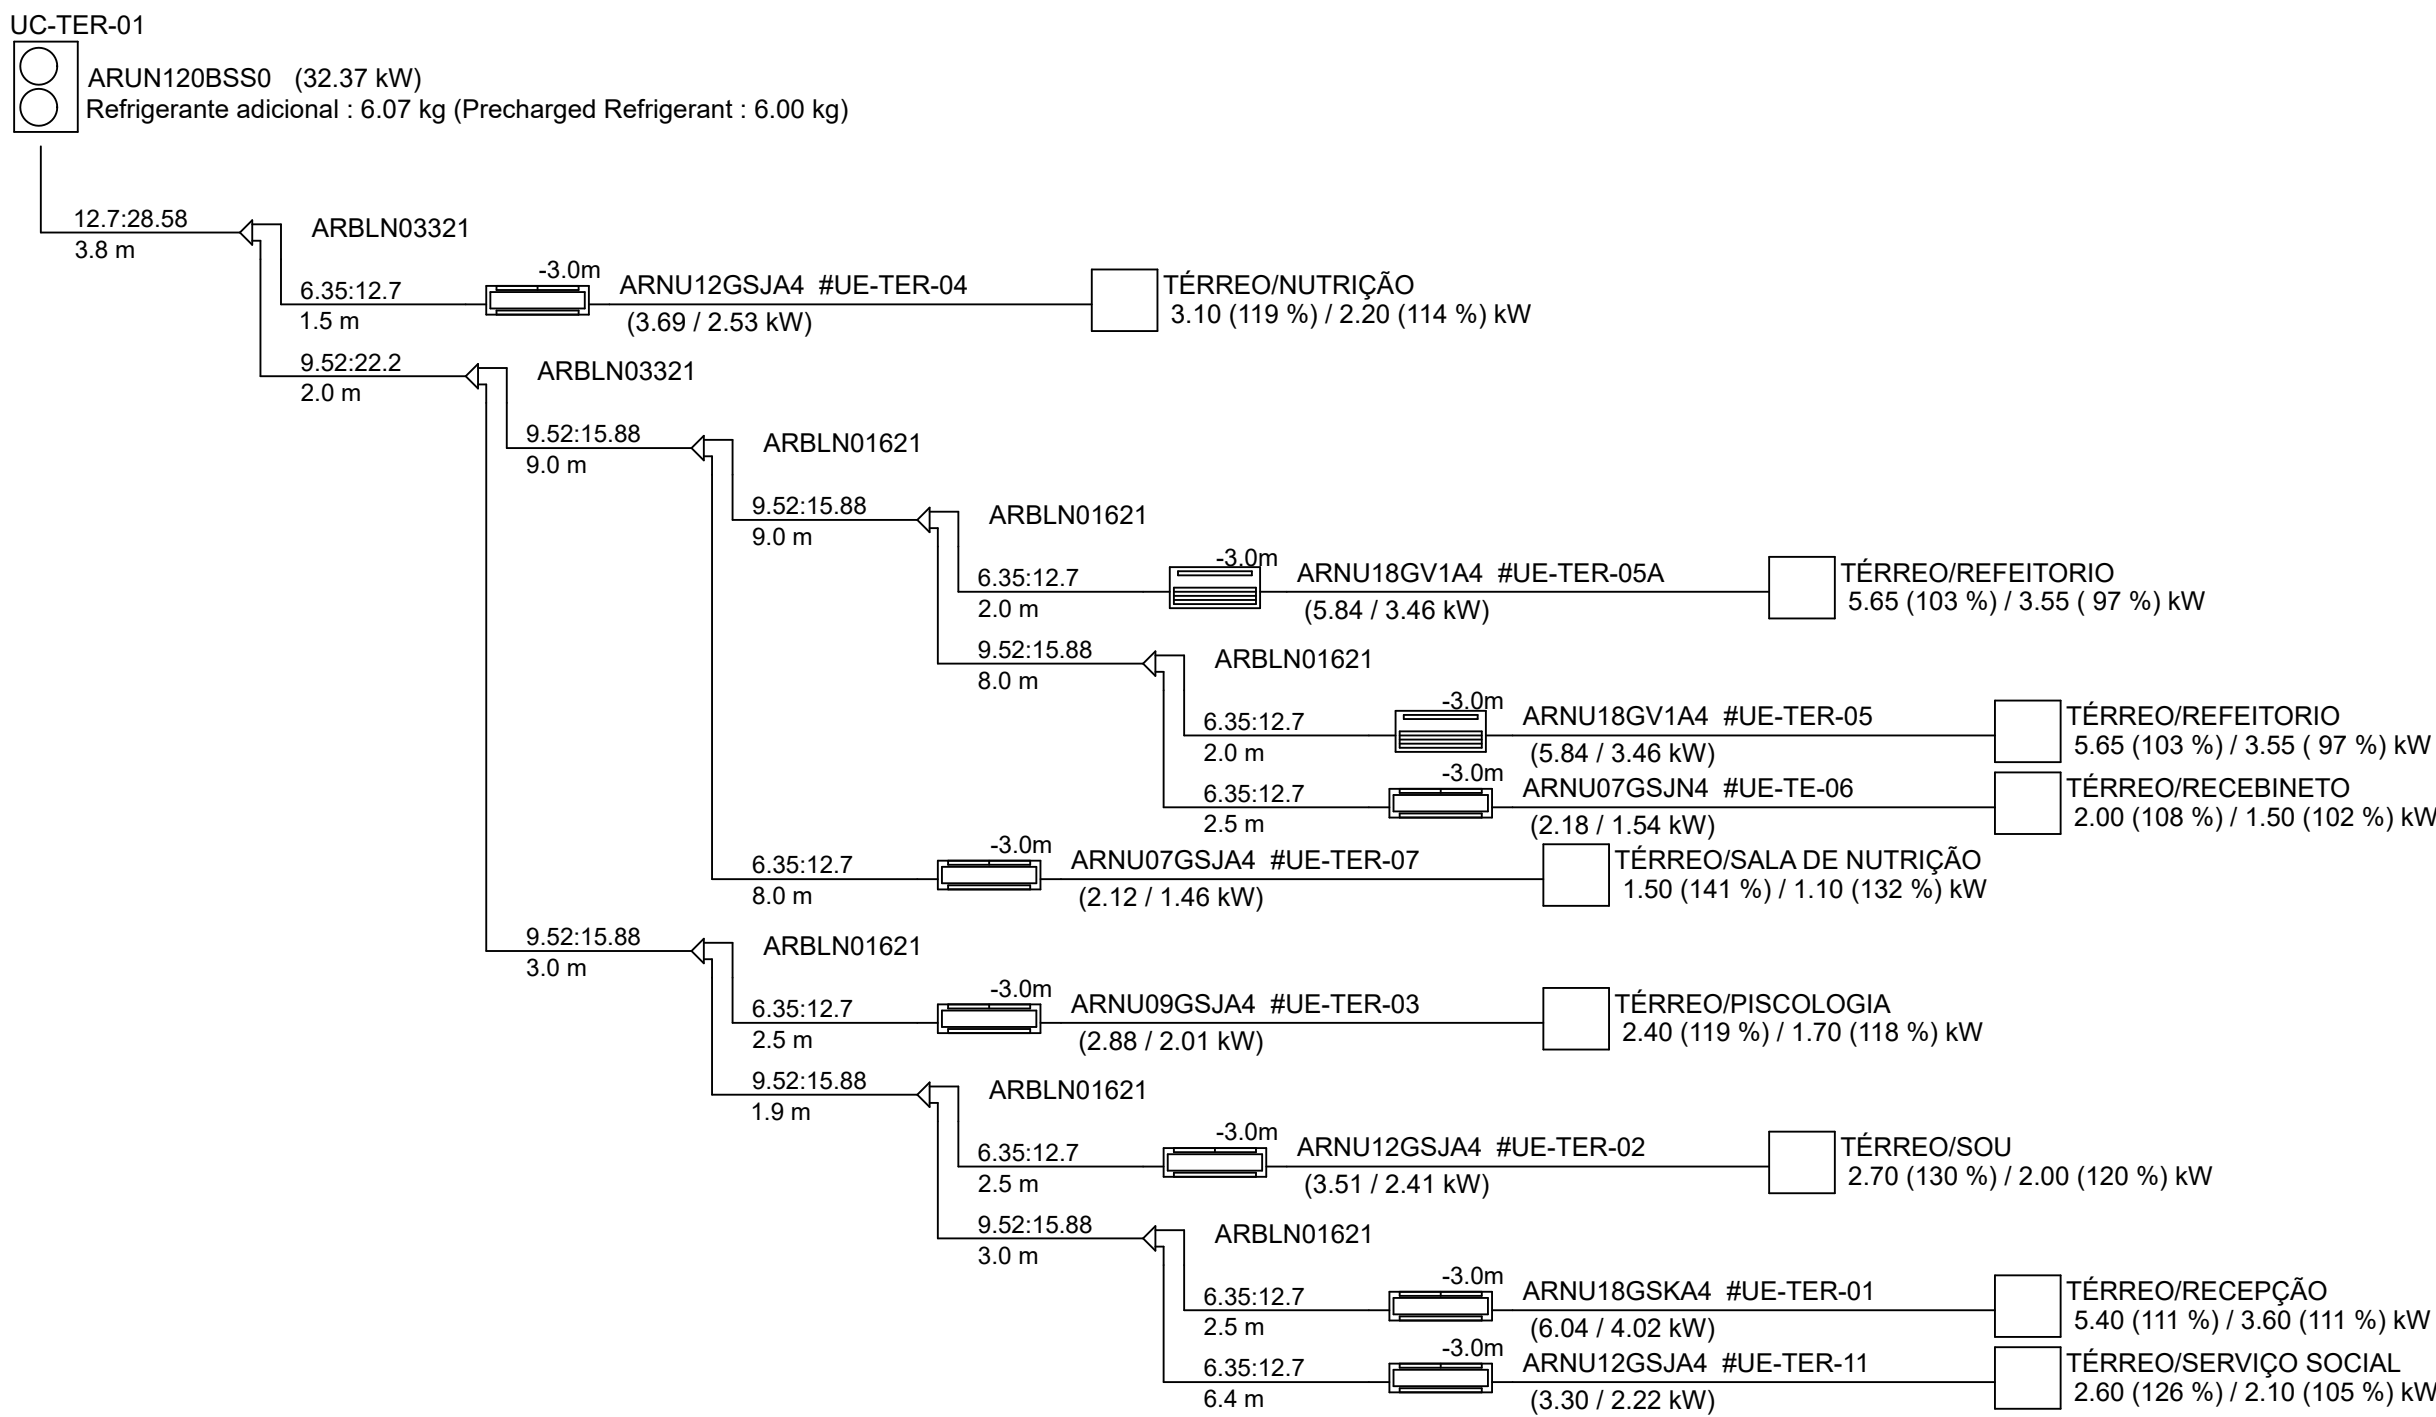 UC-TER-01
ARUN120BSS0 (32.37 kW)
Refrigerante adicional : 6.07 kg (Precharged Refrigerant : 6.00 kg)
12.7:28.58
3.8 m
ARBLN03321
6.35:12.7
1.5 m
-3.0m
ARNU12GSJA4 #UE-TER-04
(3.69 / 2.53 kW)
TÉRREO/NUTRIÇÃO
3.10 (119 %) / 2.20 (114 %) kW
9.52:22.2
2.0 m
ARBLN03321
9.52:15.88
9.0 m
ARBLN01621
9.52:15.88
9.0 m
ARBLN01621
6.35:12.7
2.0 m
-3.0m
ARNU18GV1A4 #UE-TER-05A
(5.84 / 3.46 kW)
TÉRREO/REFEITORIO
5.65 (103 %) / 3.55 ( 97 %) kW
9.52:15.88
8.0 m
ARBLN01621
6.35:12.7
2.0 m
-3.0m
ARNU18GV1A4 #UE-TER-05
(5.84 / 3.46 kW)
TÉRREO/REFEITORIO
5.65 (103 %) / 3.55 ( 97 %) kW
6.35:12.7
2.5 m
-3.0m
ARNU07GSJN4 #UE-TE-06
(2.18 / 1.54 kW)
TÉRREO/RECEBINETO
2.00 (108 %) / 1.50 (102 %) kW
6.35:12.7
8.0 m
-3.0m
ARNU07GSJA4 #UE-TER-07
(2.12 / 1.46 kW)
TÉRREO/SALA DE NUTRIÇÃO
1.50 (141 %) / 1.10 (132 %) kW
9.52:15.88
3.0 m
ARBLN01621
6.35:12.7
2.5 m
-3.0m
ARNU09GSJA4 #UE-TER-03
(2.88 / 2.01 kW)
TÉRREO/PISCOLOGIA
2.40 (119 %) / 1.70 (118 %) kW
9.52:15.88
1.9 m
ARBLN01621
6.35:12.7
2.5 m
-3.0m
ARNU12GSJA4 #UE-TER-02
(3.51 / 2.41 kW)
TÉRREO/SOU
2.70 (130 %) / 2.00 (120 %) kW
9.52:15.88
3.0 m
ARBLN01621
6.35:12.7
2.5 m
-3.0m
ARNU18GSKA4 #UE-TER-01
(6.04 / 4.02 kW)
TÉRREO/RECEPÇÃO
5.40 (111 %) / 3.60 (111 %) kW
6.35:12.7
6.4 m
-3.0m
ARNU12GSJA4 #UE-TER-11
(3.30 / 2.22 kW)
TÉRREO/SERVIÇO SOCIAL
2.60 (126 %) / 2.10 (105 %) kW